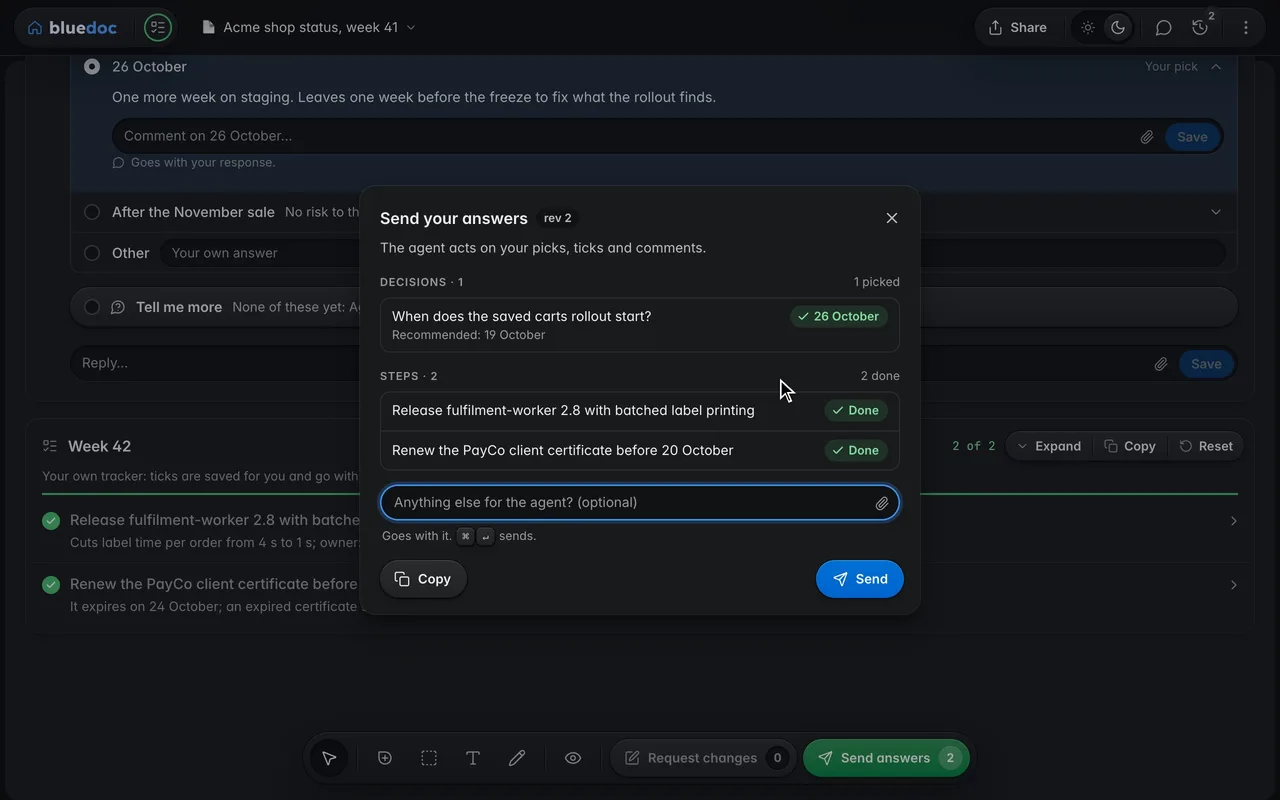 bluedoc
Acme shop status, week 41
Share
2
26 October
Your pick
One more week on staging. Leaves one week before the freeze to fix what the rollout finds.
Comment on 26 October...
Save
Goes with your response.
After the November sale No risk to th
Other Your own answer
Tell me more None of these yet:
Reply...
Save
Send your answers rev 2
The agent acts on your picks, ticks and comments.
DECISIONS · 1 1 picked
When does the saved carts rollout start? 26 October
Recommended: 19 October
STEPS · 2 2 done
Release fulfilment-worker 2.8 with batched label printing Done
Renew the PayCo client certificate before 20 October Done
Anything else for the agent? (optional)
Goes with it. ⌘ ↵ sends.
Copy Send
Week 42 2 of 2 Expand Copy Reset
Your own tracker: ticks are saved for you and go with
Release fulfilment-worker 2.8 with batche
Cuts label time per order from 4 s to 1 s; owner
Renew the PayCo client certificate before
It expires on 24 October; an expired certificate
Request changes 0 Send answers 2